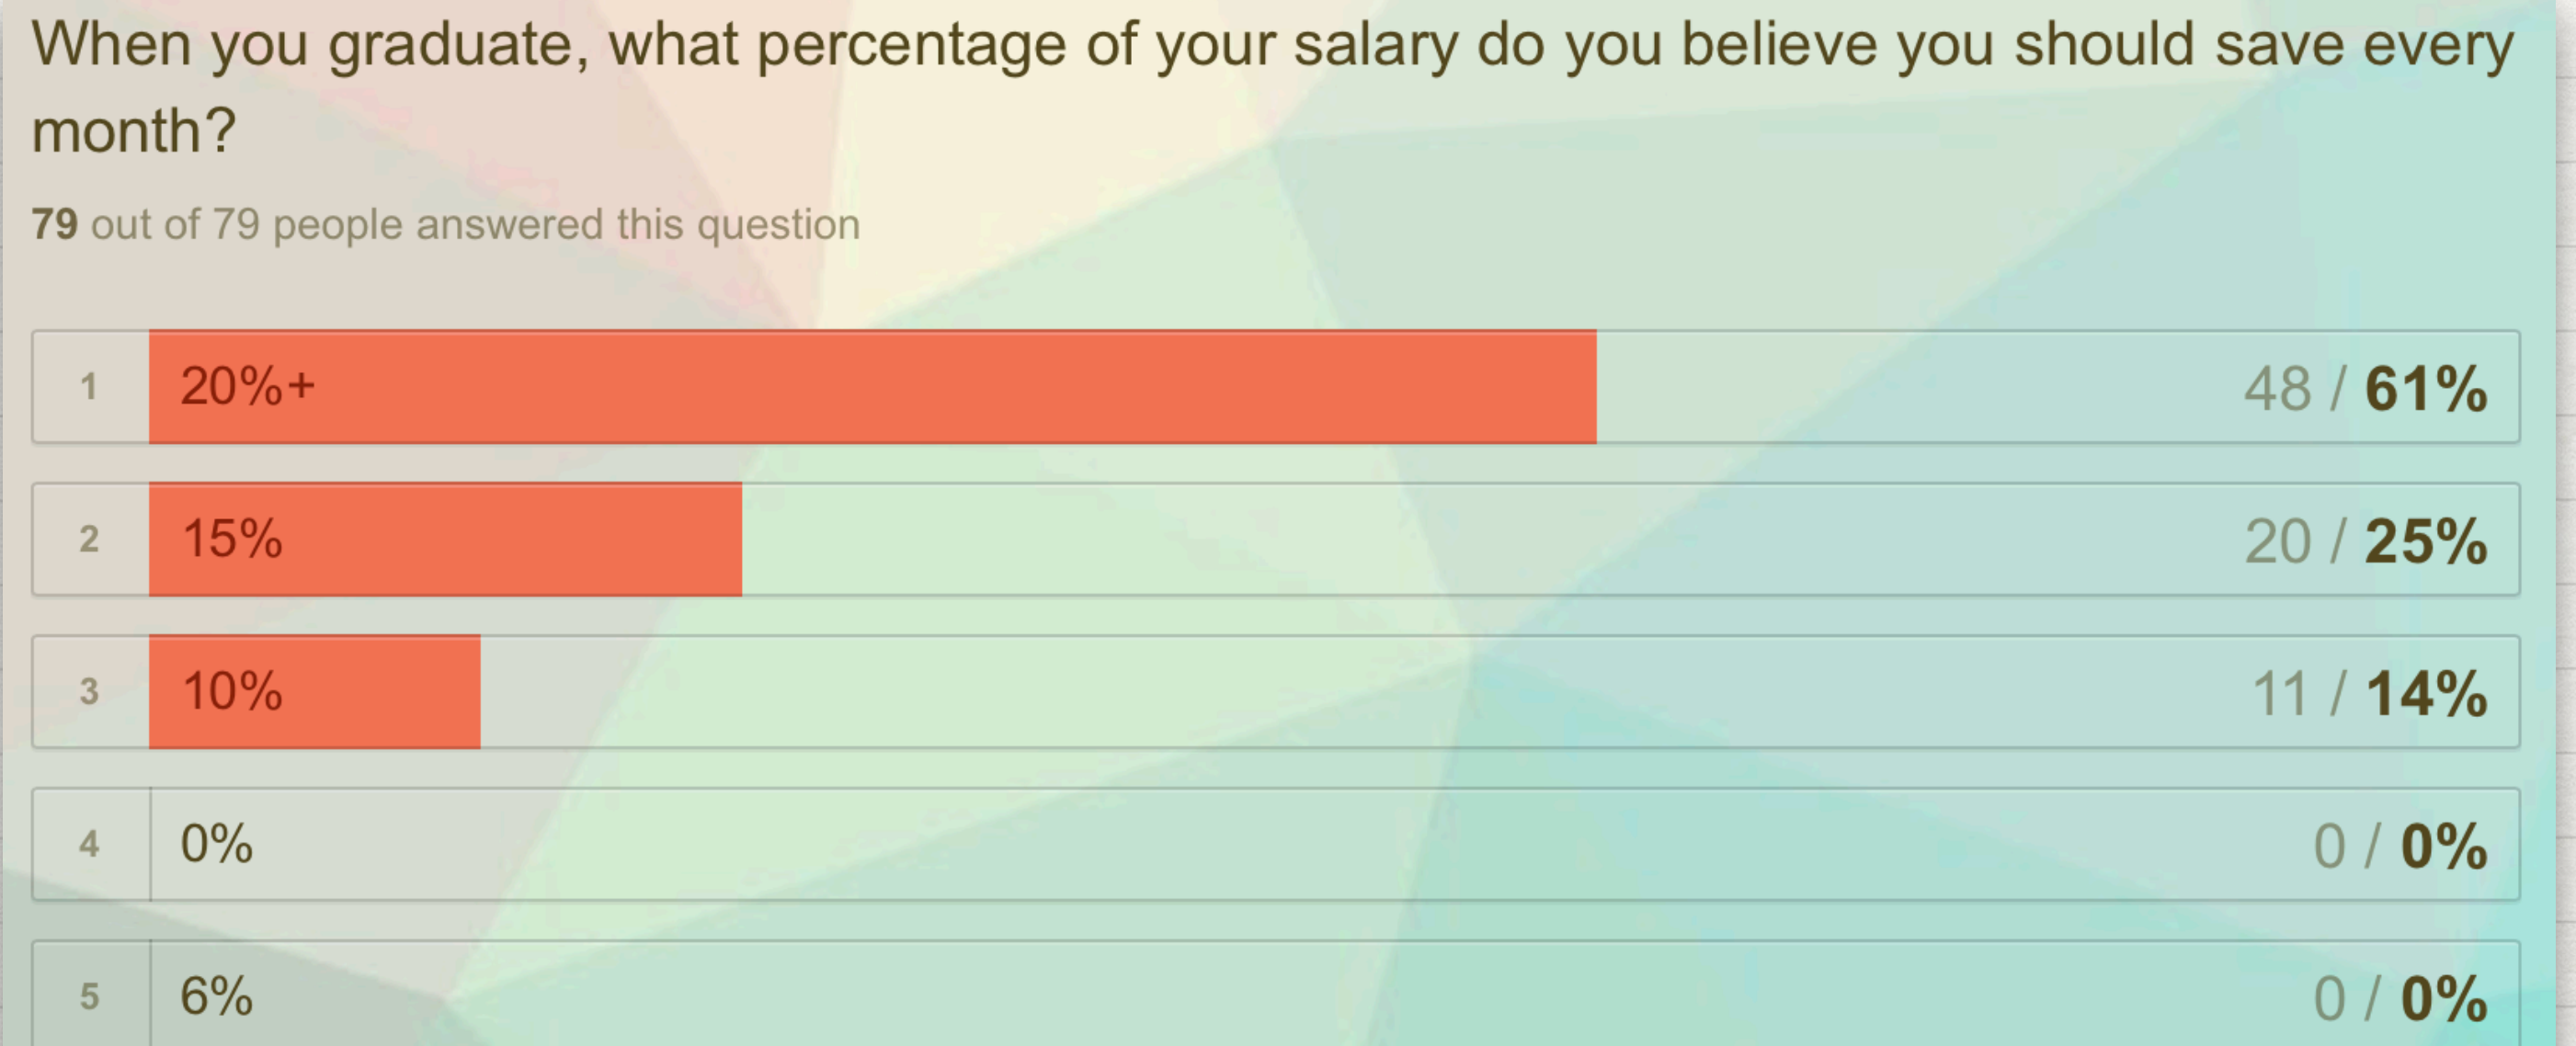 When you graduate, what percentage of your salary do you believe you should save every
month?
79 out of 79 people answered this question
1 20%+ 48 / 61%
2 15% 20 / 25%
3 10% 11 / 14%
4 0% 0 / 0%
5 6% 0 / 0%